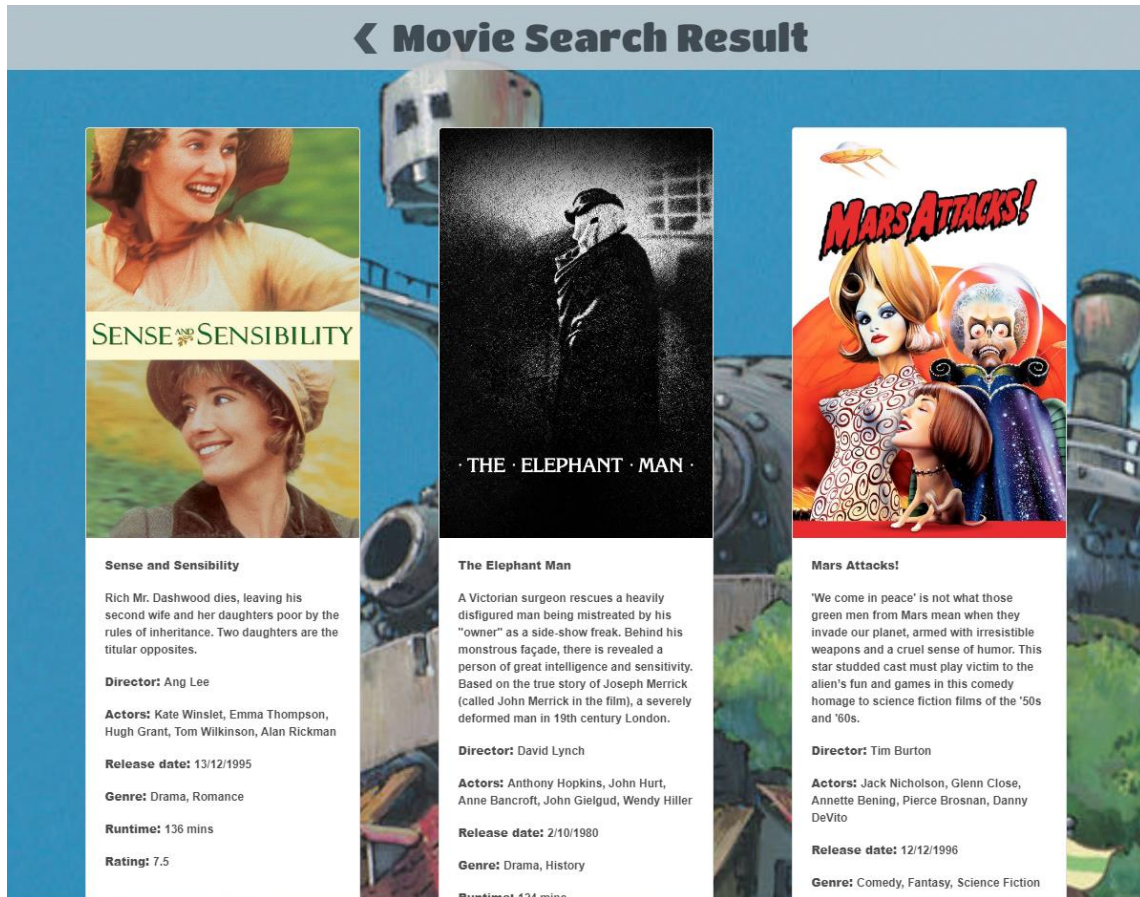 ❮ Movie Search Result
SENSE AND SENSIBILITY
Sense and Sensibility
Rich Mr. Dashwood dies, leaving his
second wife and her daughters poor by the
rules of inheritance. Two daughters are the
titular opposites.
Director: Ang Lee
Actors: Kate Winslet, Emma Thompson,
Hugh Grant, Tom Wilkinson, Alan Rickman
Release date: 13/12/1995
Genre: Drama, Romance
Runtime: 136 mins
Rating: 7.5
· THE · ELEPHANT · MAN ·
The Elephant Man
A Victorian surgeon rescues a heavily
disfigured man being mistreated by his
"owner" as a side-show freak. Behind his
monstrous façade, there is revealed a
person of great intelligence and sensitivity.
Based on the true story of Joseph Merrick
(called John Merrick in the film), a severely
deformed man in 19th century London.
Director: David Lynch
Actors: Anthony Hopkins, John Hurt,
Anne Bancroft, John Gielgud, Wendy Hiller
Release date: 2/10/1980
Genre: Drama, History
Runtime: 124 mins
MARS ATTACKS!
Mars Attacks!
'We come in peace' is not what those
green men from Mars mean when they
invade our planet, armed with irresistible
weapons and a cruel sense of humor. This
star studded cast must play victim to the
alien's fun and games in this comedy
homage to science fiction films of the '50s
and '60s.
Director: Tim Burton
Actors: Jack Nicholson, Glenn Close,
Annette Bening, Pierce Brosnan, Danny
DeVito
Release date: 12/12/1996
Genre: Comedy, Fantasy, Science Fiction